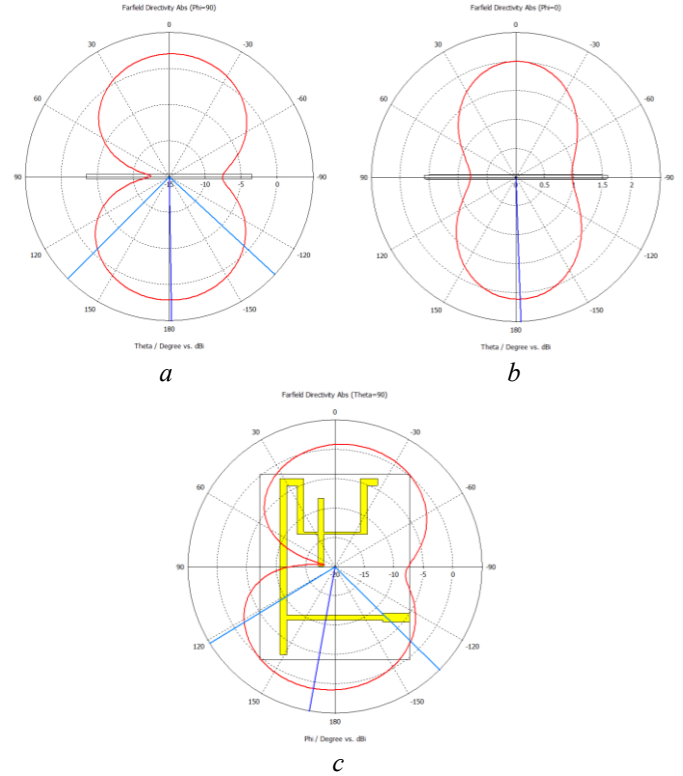 Farfield Directivity Abs (Phi=90)
0
30 -30
60 -60
90 -15 -10 -5 0 -90
120 -120
150 -150
180
Theta / Degree vs. dBi
a
Farfield Directivity Abs (Phi=0)
0
30 -30
60 -60
90 0 0.5 1 1.5 2 -90
120 -120
150 -150
180
Theta / Degree vs. dBi
b
Farfield Directivity Abs (Theta=90)
0
30 -30
60 -60
90 -20 -15 -10 -5 0 -90
120 -120
150 -150
180
Phi / Degree vs. dBi
c